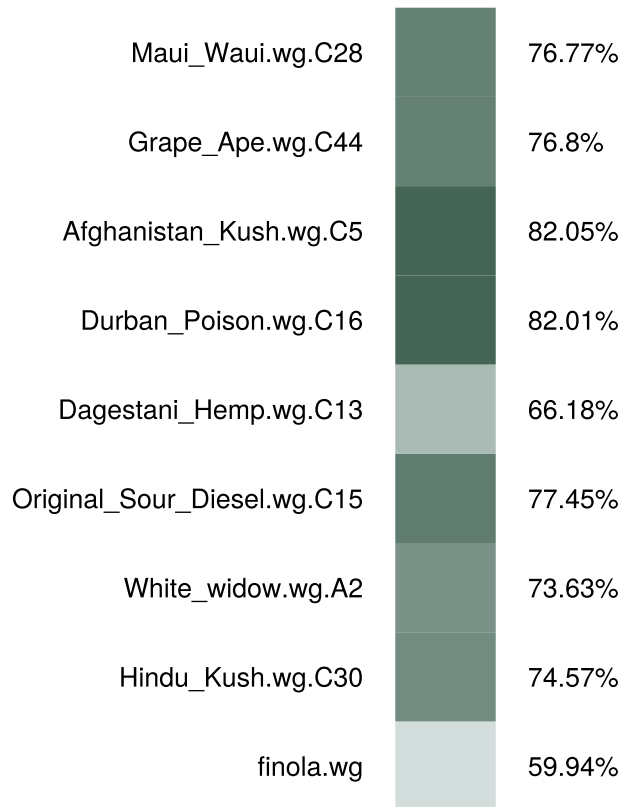 Maui_Waui.wg.C28 76.77%
Grape_Ape.wg.C44 76.8%
Afghanistan_Kush.wg.C5 82.05%
Durban_Poison.wg.C16 82.01%
Dagestani_Hemp.wg.C13 66.18%
Original_Sour_Diesel.wg.C15 77.45%
White_widow.wg.A2 73.63%
Hindu_Kush.wg.C30 74.57%
finola.wg 59.94%